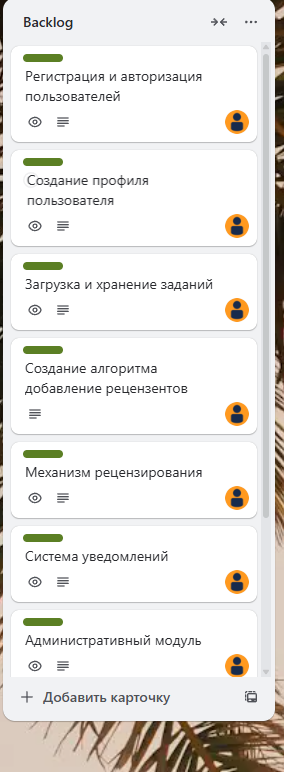 Backlog
Регистрация и авторизация
пользователей
Создание профиля
пользователя
Загрузка и хранение заданий
Создание алгоритма
добавление рецензентов
Механизм рецензирования
Система уведомлений
Административный модуль
Добавить карточку